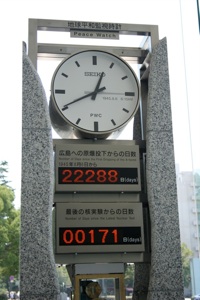 地球平和監視時計
Peace Watch
SEIKO
PWC
広島への原爆投下からの日数
22288 日(days)
最後の核実験からの日数
00171 日(days)